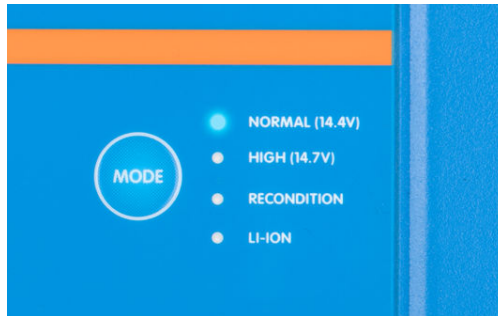 NORMAL (14.4V)
HIGH (14.7V)
MODE
RECONDITION
LI-ION